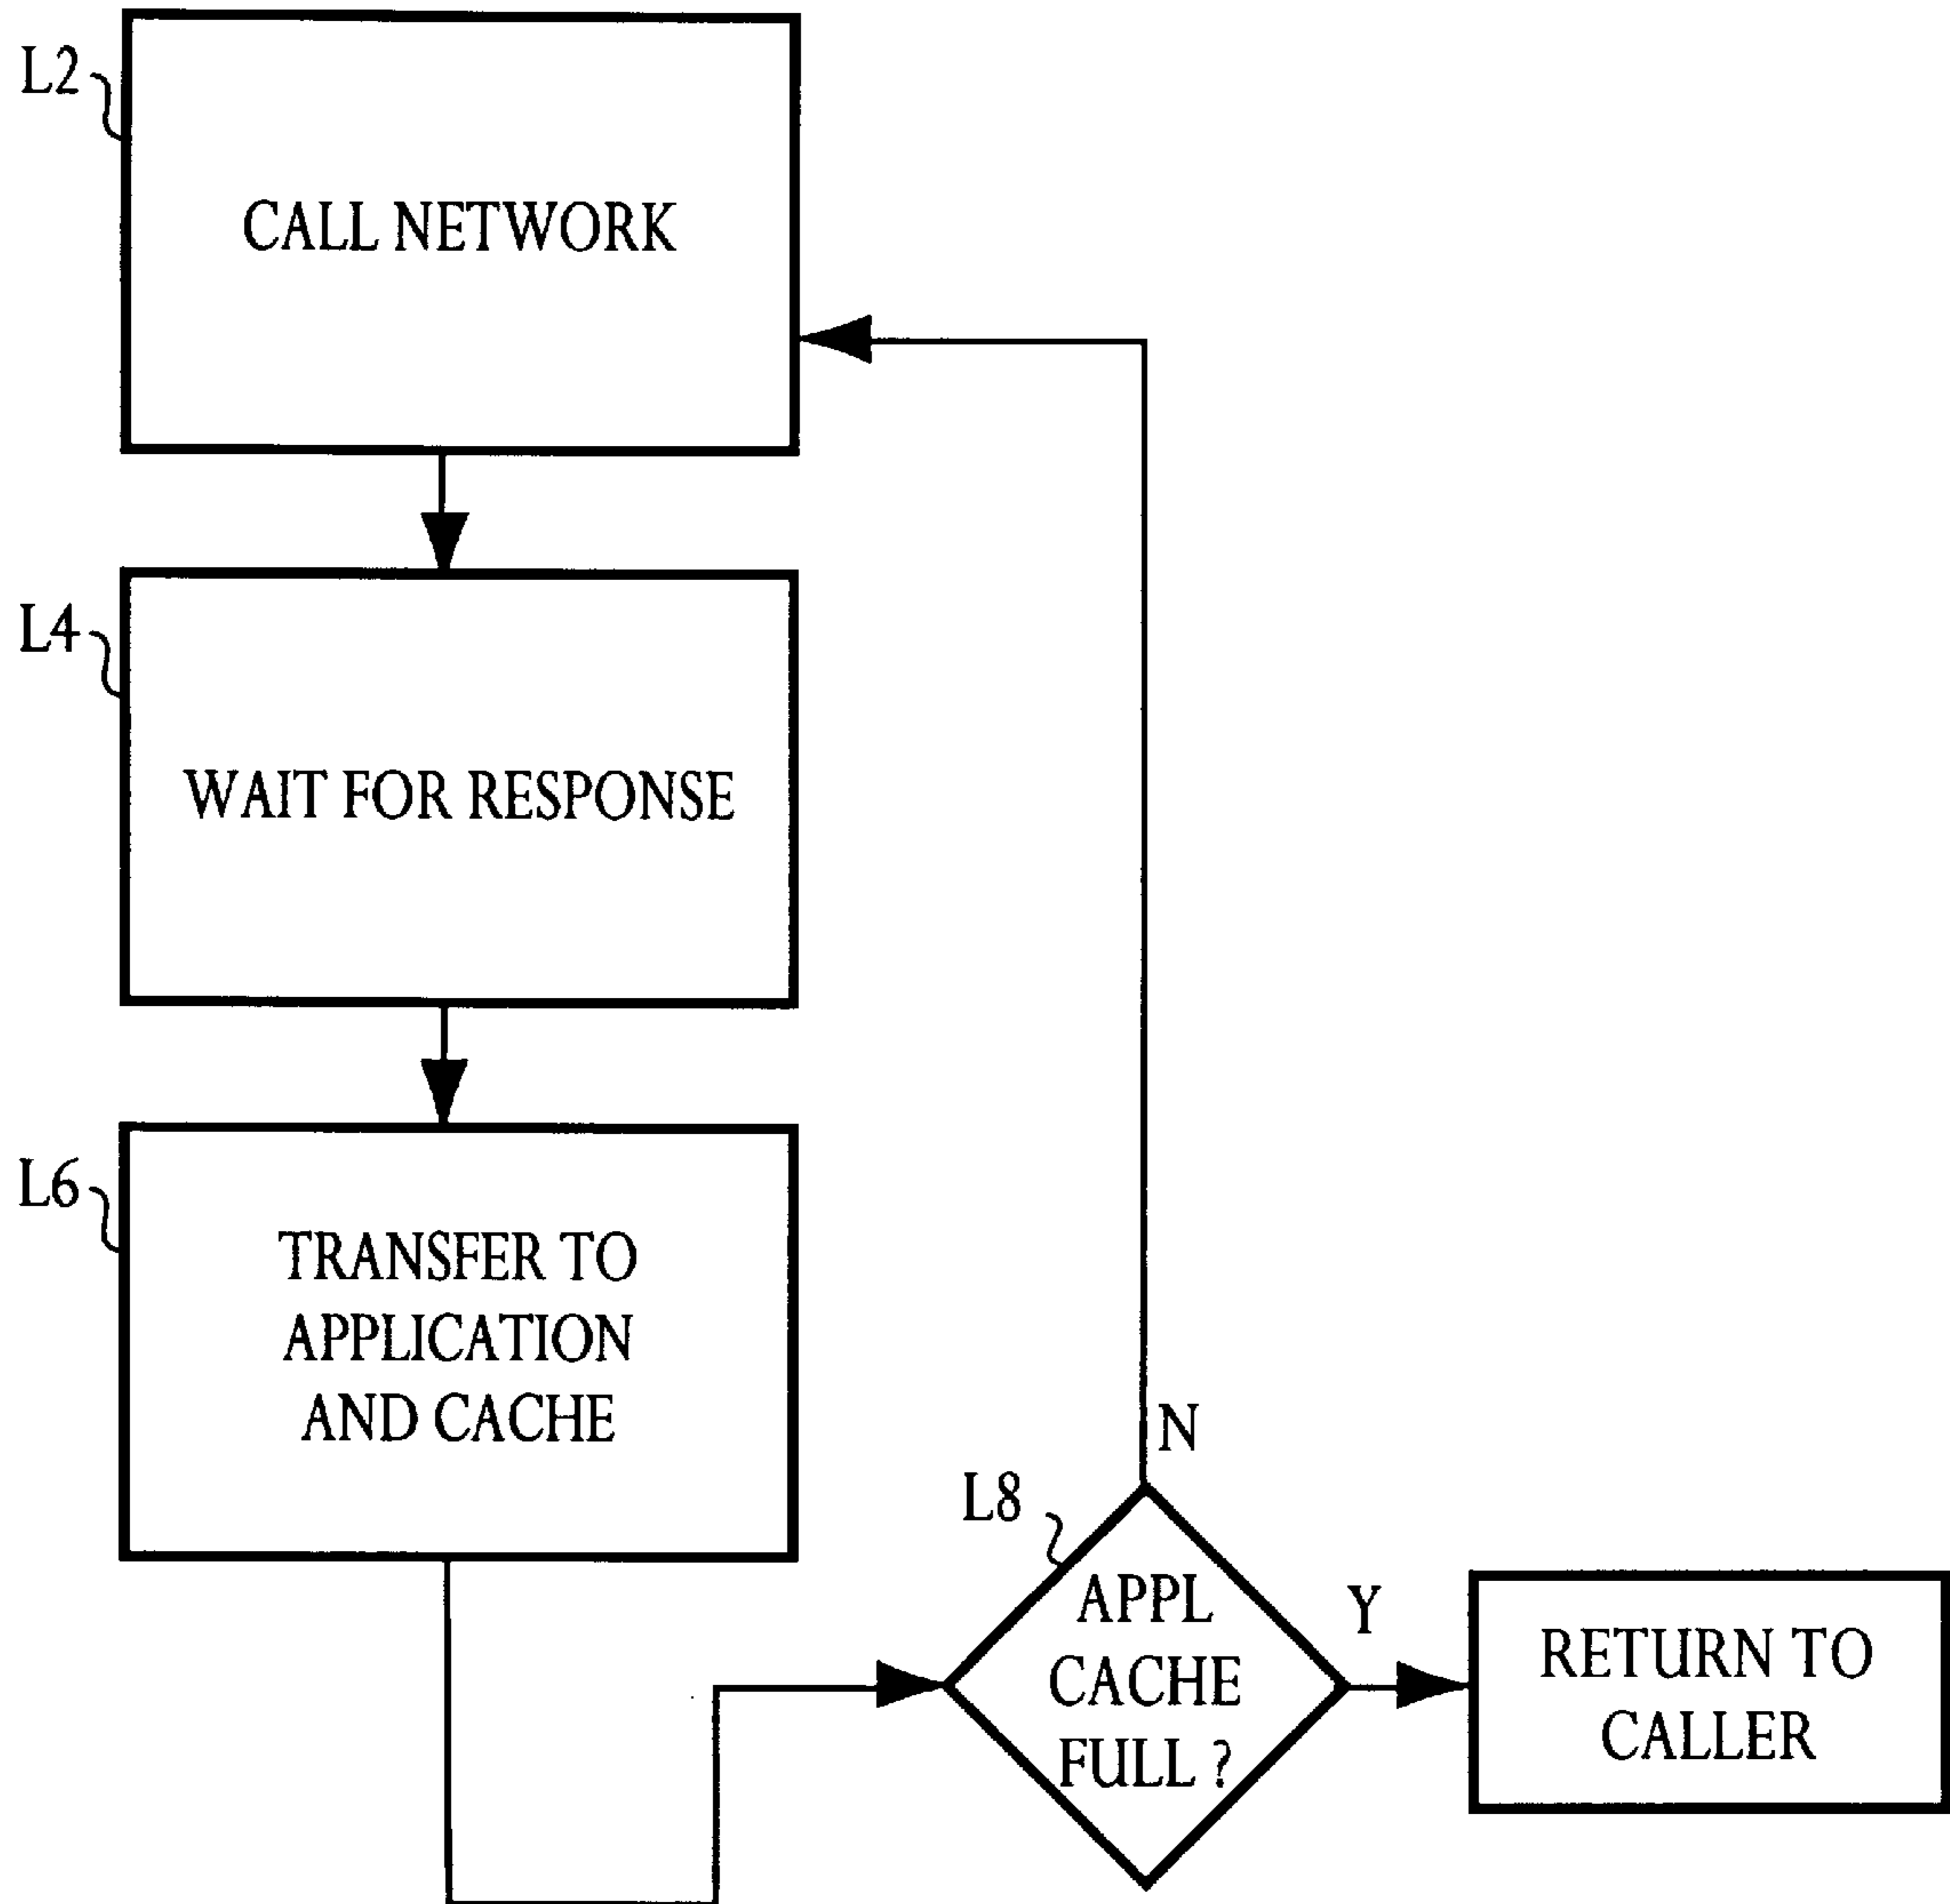 L2
CALL NETWORK
L4
WAIT FOR RESPONSE
L6
TRANSFER TO
APPLICATION
AND CACHE
N
L8
APPL
CACHE
FULL ?
Y
RETURN TO
CALLER